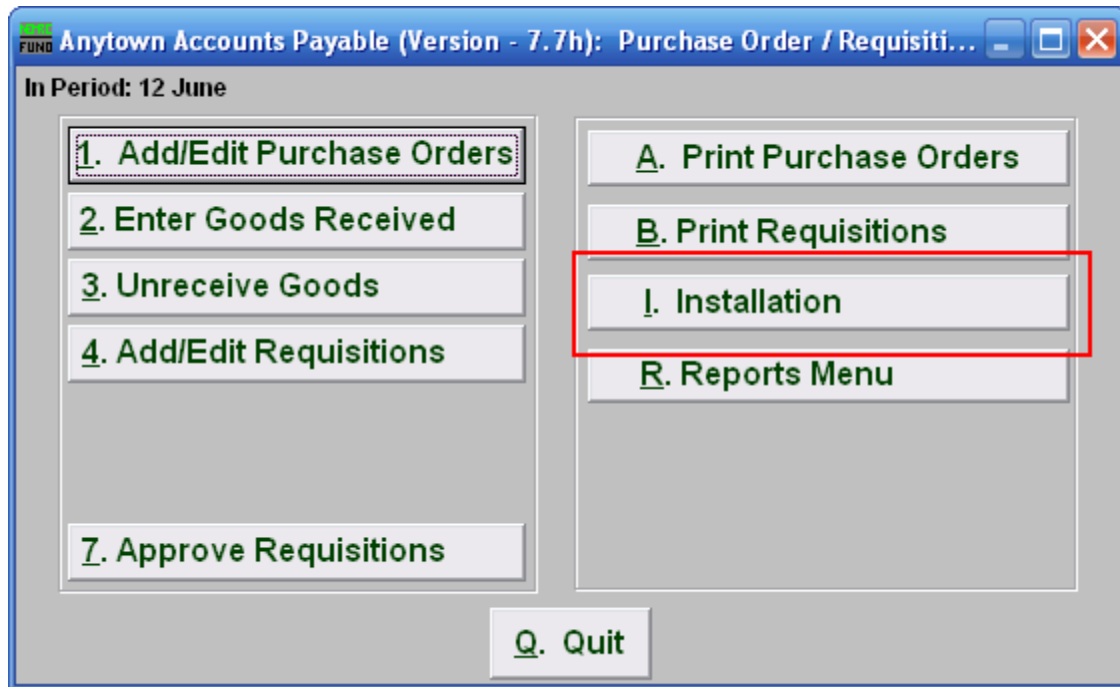 FUND Anytown Accounts Payable (Version - 7.7h): Purchase Order / Requisiti...
In Period: 12 June
1. Add/Edit Purchase Orders
2. Enter Goods Received
3. Unreceive Goods
4. Add/Edit Requisitions
7. Approve Requisitions
A. Print Purchase Orders
B. Print Requisitions
I. Installation
R. Reports Menu
Q. Quit